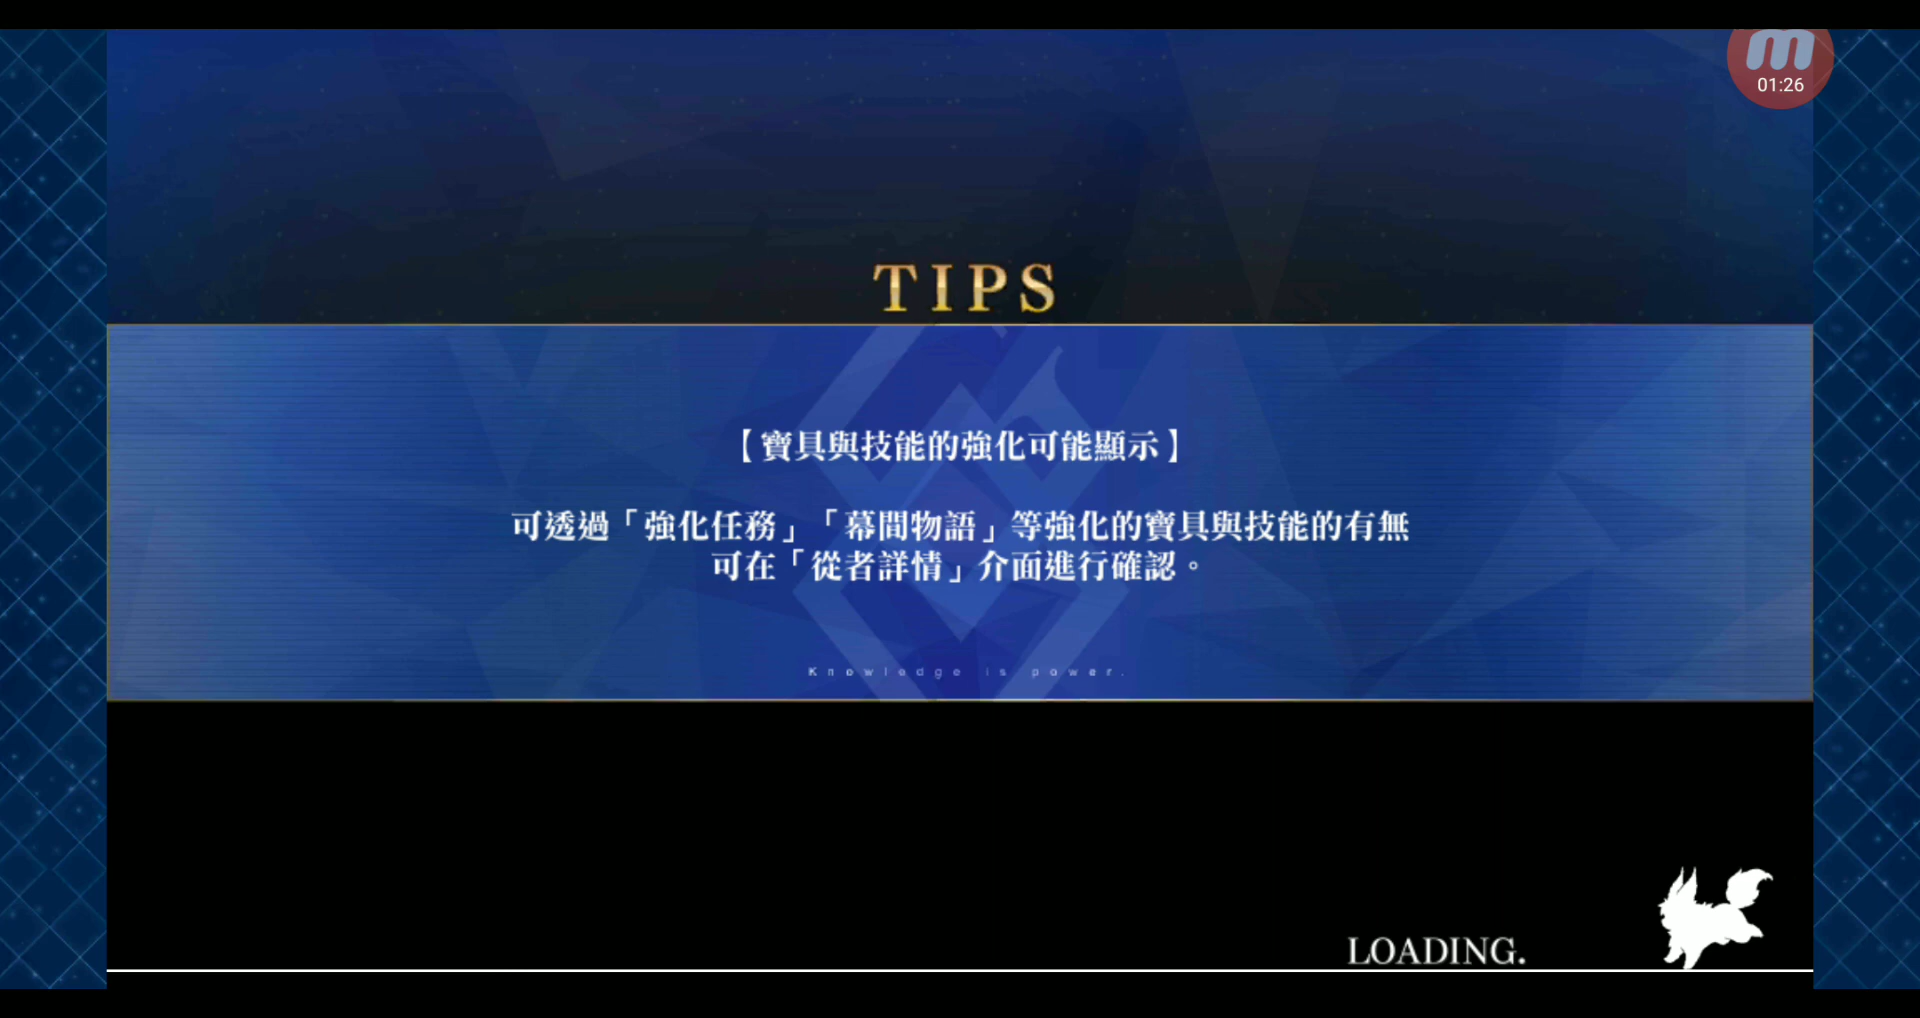 m
01:26
TIPS
【寶具與技能的強化可能顯示】
可透過「強化任務」「幕間物語」等強化的寶具與技能的有無
可在「從者詳情」介面進行確認。
Knowledge is power.
LOADING.